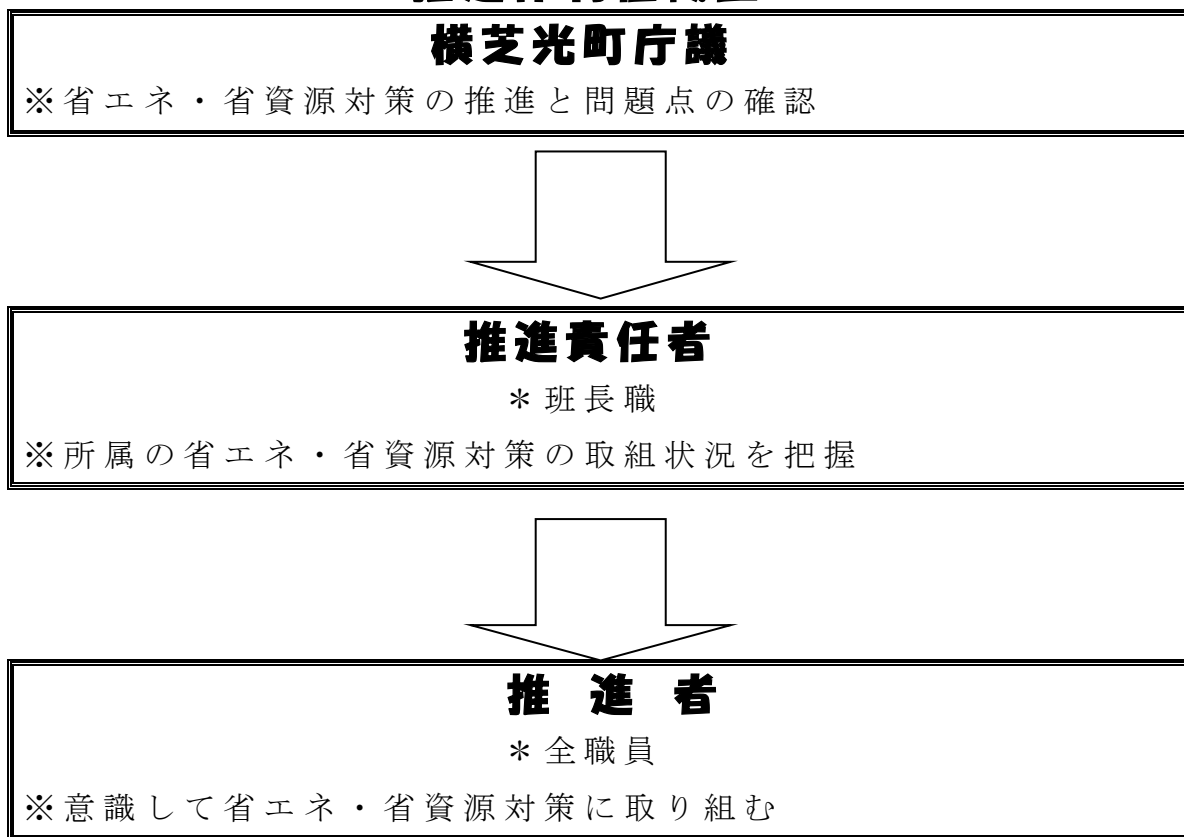 横芝光町庁議
※省エネ・省資源対策の推進と問題点の確認
推進責任者
＊班長職
※所属の省エネ・省資源対策の取組状況を把握
推進者
＊全職員
※意識して省エネ・省資源対策に取り組む